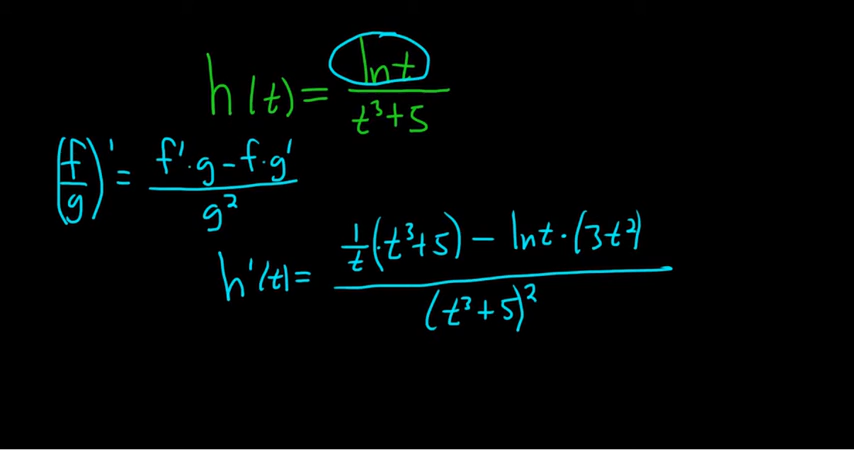 h(t) = ln t / t³+5
(f/g)' = f'·g – f·g' / g²
h'(t) = 1/t (t³+5) – ln t · (3t²) / (t³+5)²